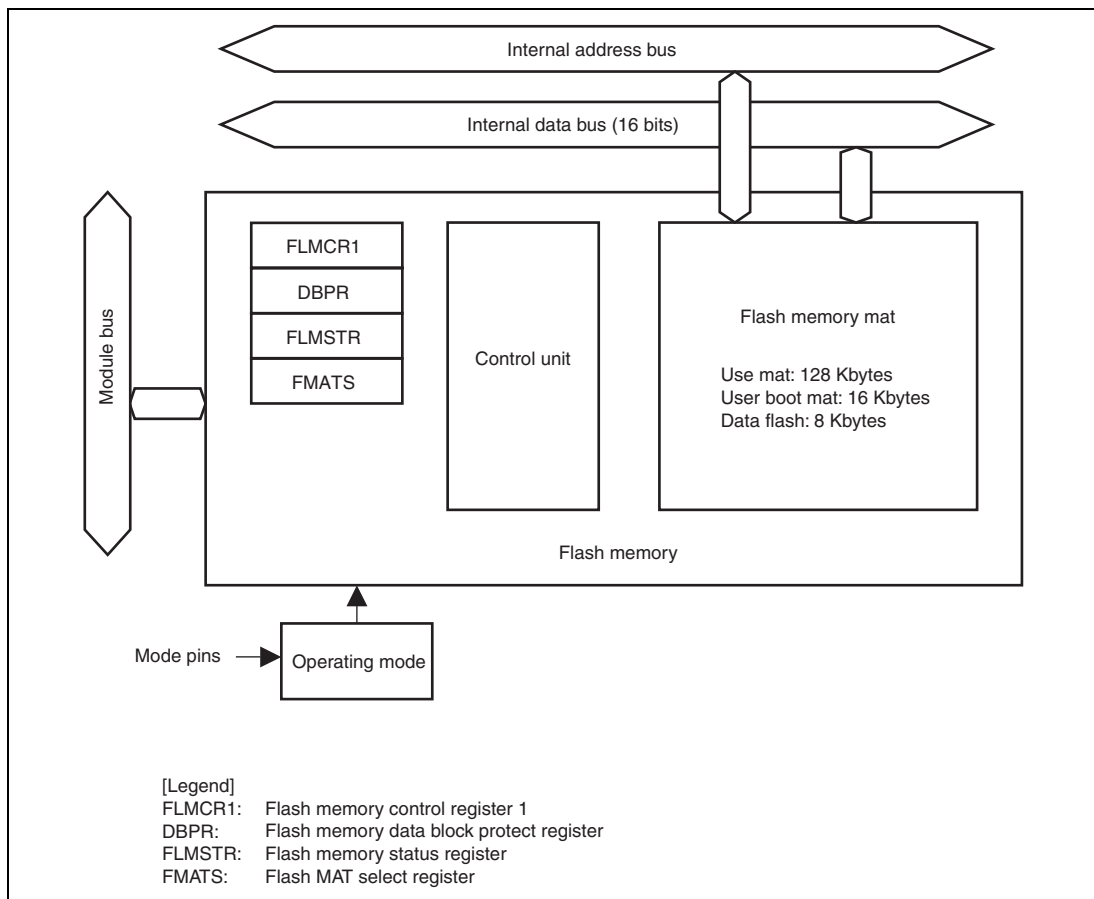 Internal address bus
Internal data bus (16 bits)
Module bus
FLMCR1
DBPR
FLMSTR
FMATS
Control unit
Flash memory mat
Use mat: 128 Kbytes
User boot mat: 16 Kbytes
Data flash: 8 Kbytes
Flash memory
Mode pins
Operating mode
[Legend]
FLMCR1: Flash memory control register 1
DBPR: Flash memory data block protect register
FLMSTR: Flash memory status register
FMATS: Flash MAT select register